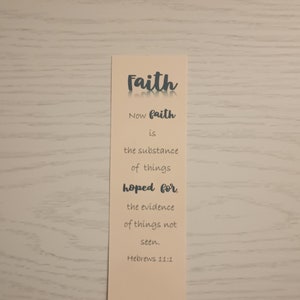 Faith
Now faith
is
the substance
of things
hoped for,
the evidence
of things not
seen.
Hebrews 11:1